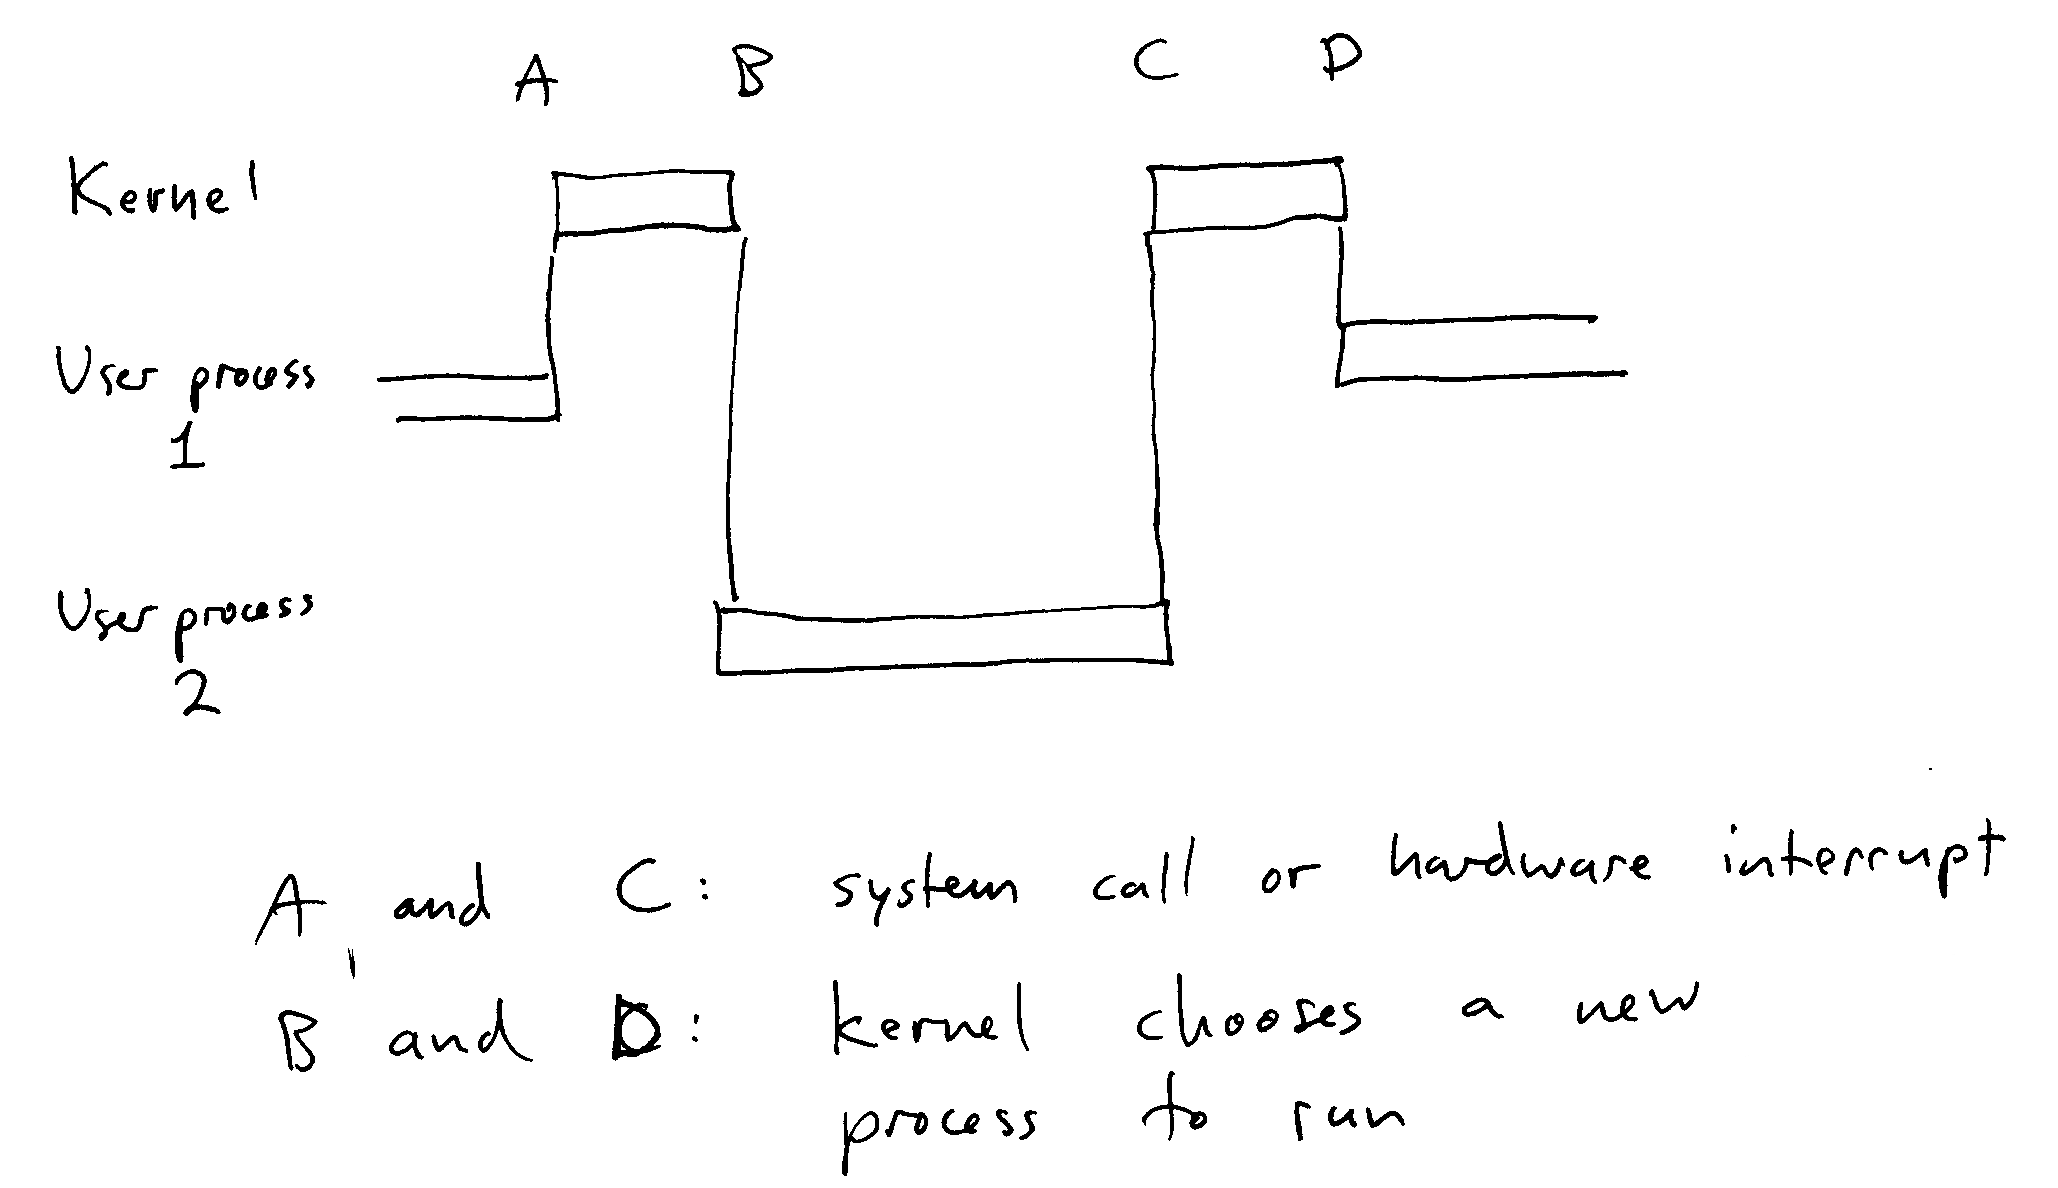 A B C D
Kernel
User process
1
User process
2
A and C: system call or hardware interrupt
B and D: kernel chooses a new
process to run